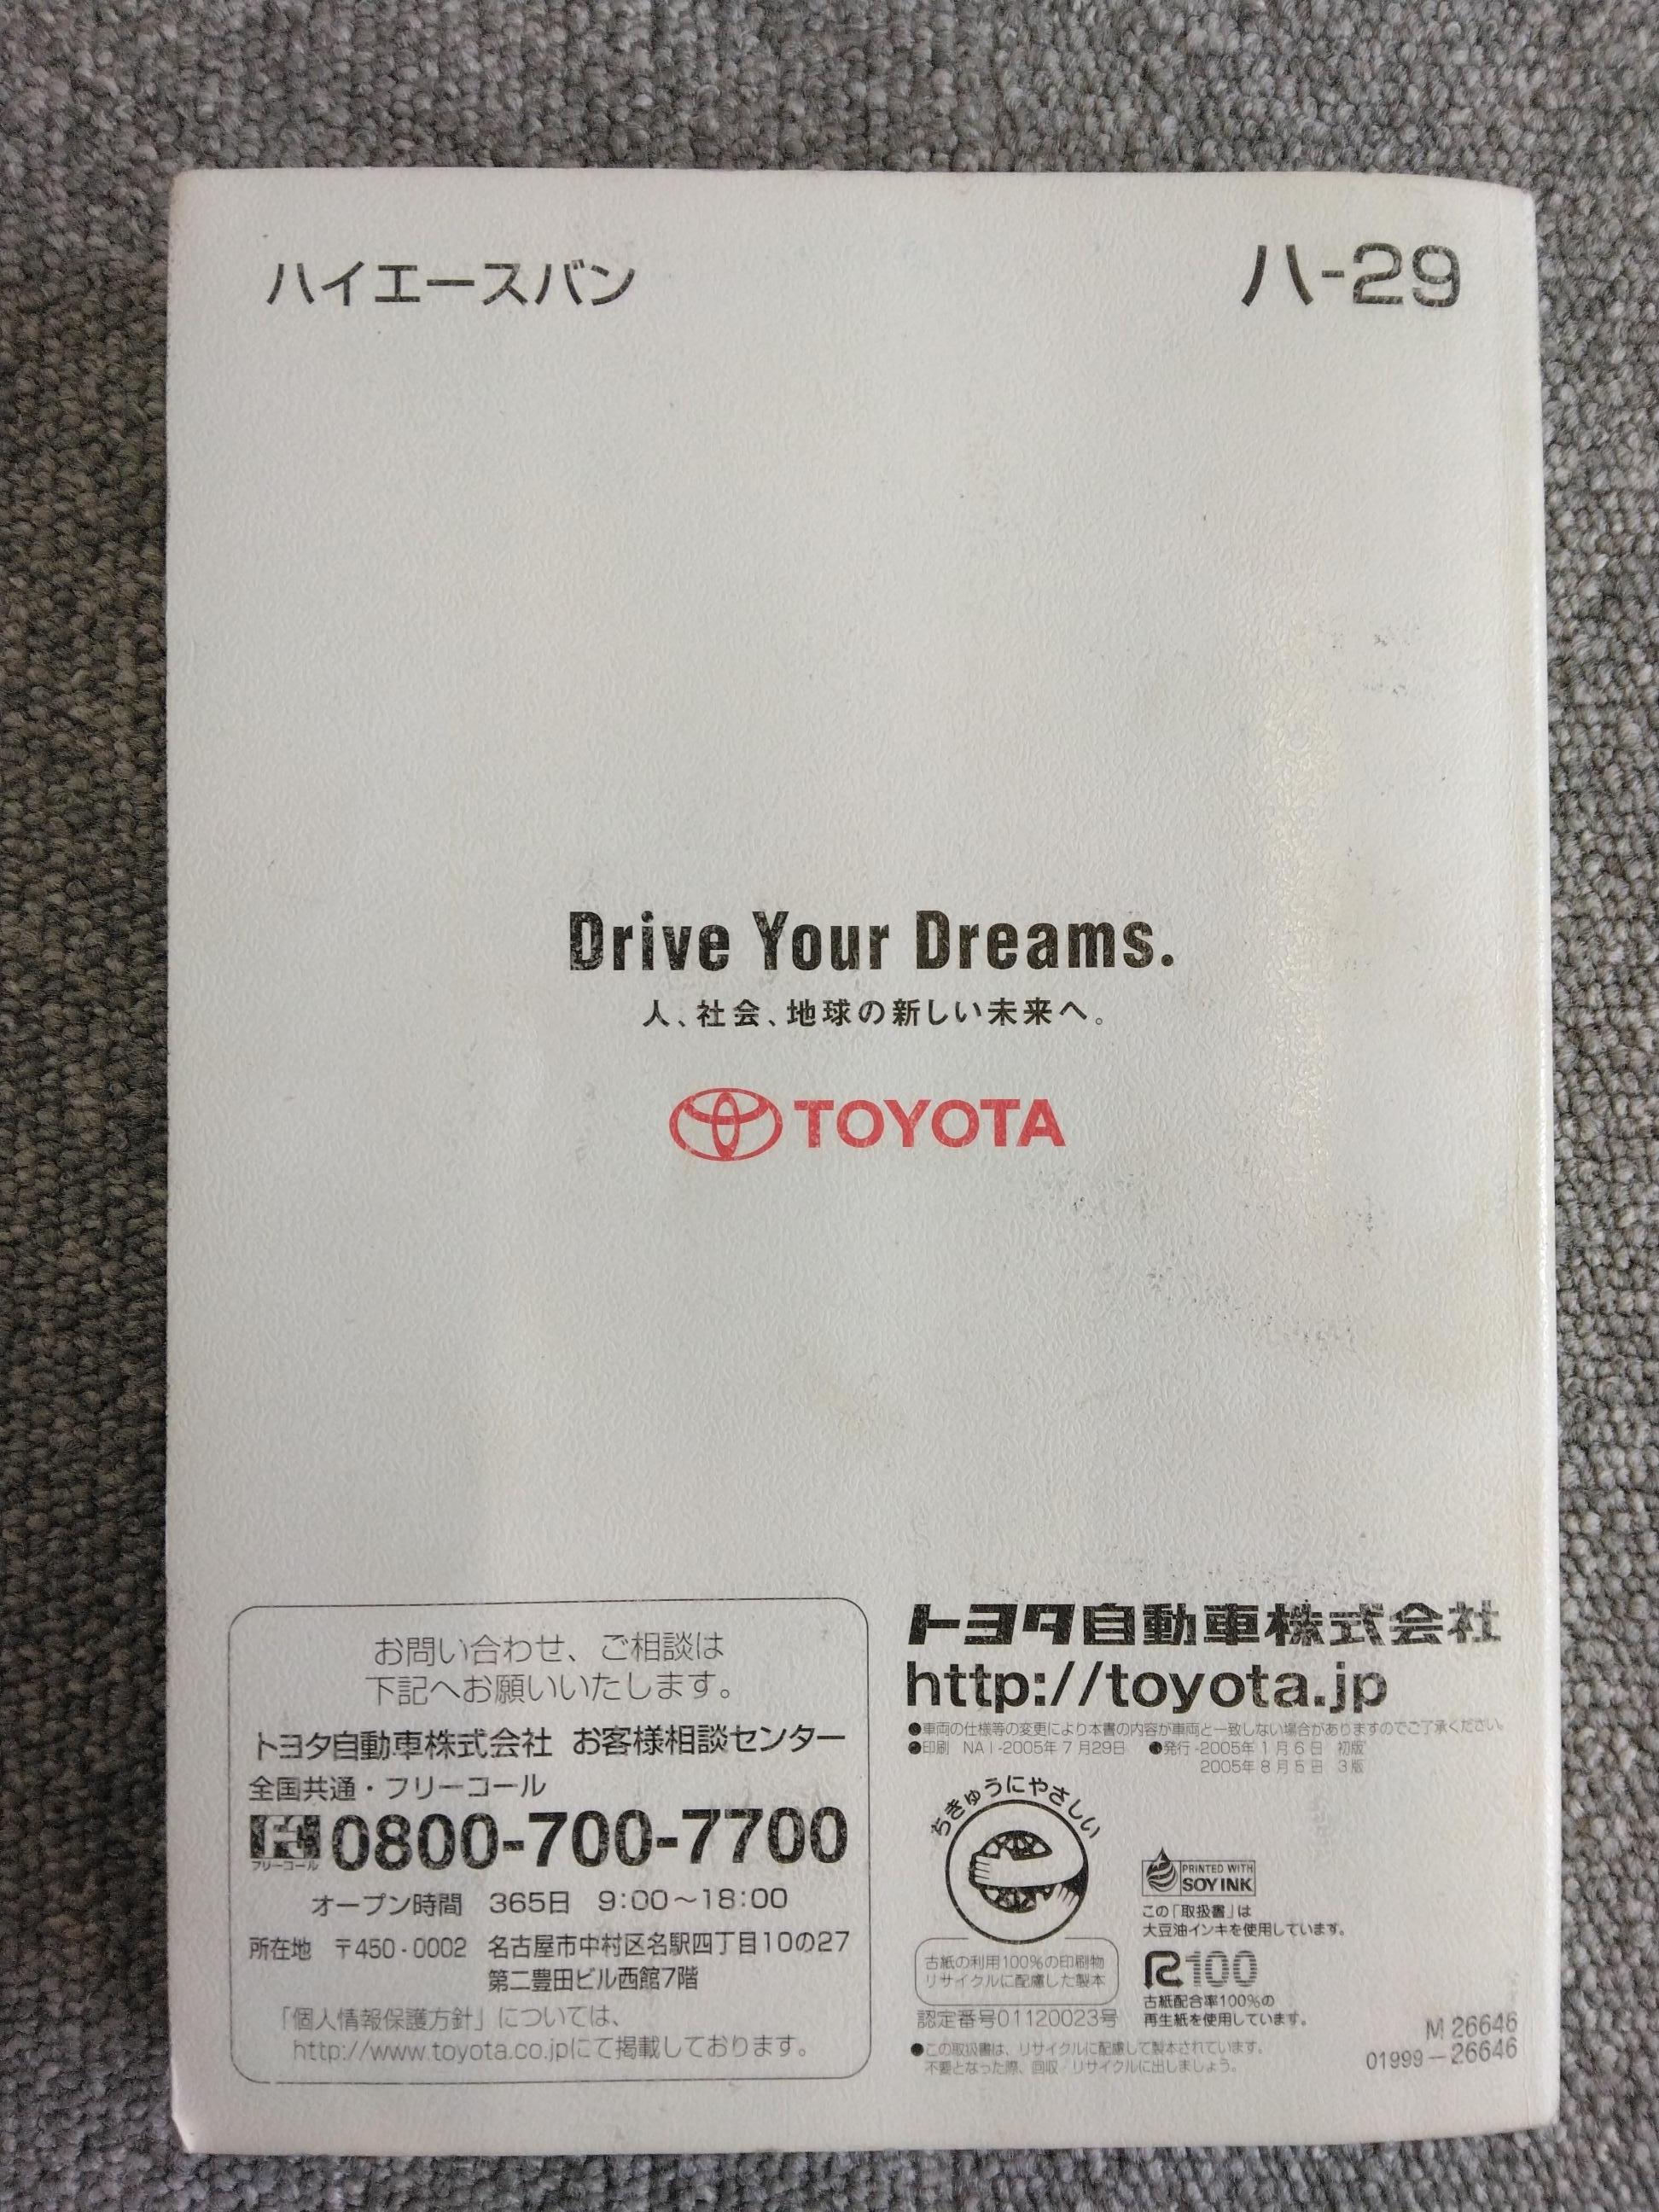 ハイエースバン
ハ-29
Drive Your Dreams.
人、社会、地球の新しい未来へ。
TOYOTA
お問い合わせ、ご相談は
下記へお願いいたします。
トヨタ自動車株式会社 お客様相談センター
全国共通・フリーコール
フリーコール 0800-700-7700
オープン時間 365日 9:00～18:00
所在地 〒450-0002 名古屋市中村区名駅四丁目10の27
第二豊田ビル西館7階
「個人情報保護方針」については、
http://www.toyota.co.jpにて掲載しております。
トヨタ自動車株式会社
http://toyota.jp
●車両の仕様等の変更により本書の内容が車両と一致しない場合がありますのでご了承ください。
●印刷 NAⅠ-2005年7月29日 ●発行-2005年1月6日 初版
2005年8月5日 3版
ちきゅうにやさしい
古紙の利用100%の印刷物
リサイクルに配慮した製本
認定番号01120023号
PRINTED WITH
SOY INK
この「取扱書」は
大豆油インキを使用しています。
R100
古紙配合率100%の
再生紙を使用しています。
●この取扱書は、リサイクルに配慮して製本されています。
不要となった際、回収・リサイクルに出しましょう。
M 26646
01999－26646